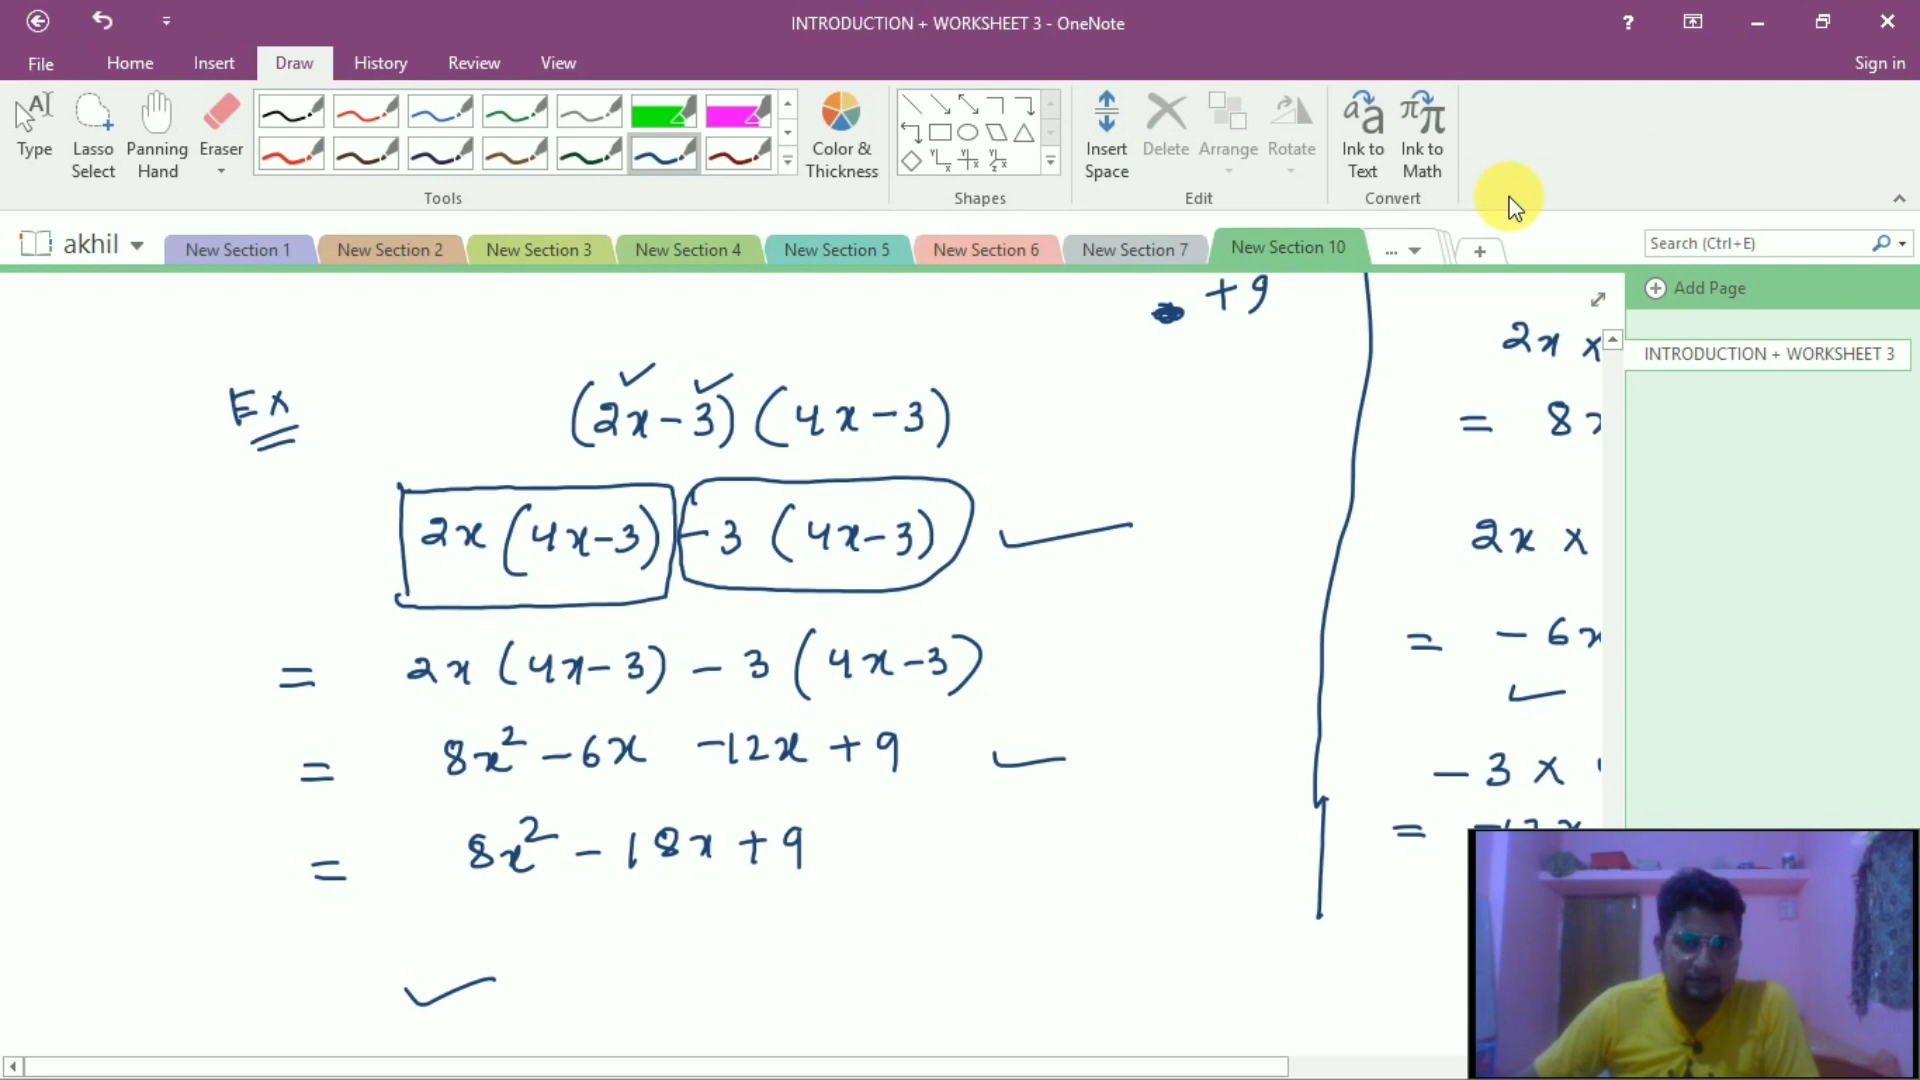 INTRODUCTION + WORKSHEET 3 - OneNote
File Home Insert Draw History Review View Sign in
Type
Lasso Select
Panning Hand
Eraser
Color & Thickness
Insert Space
Delete
Arrange
Rotate
Ink to Text
Ink to Math
Tools Shapes Edit Convert
akhil New Section 1 New Section 2 New Section 3 New Section 4 New Section 5 New Section 6 New Section 7 New Section 10 ... Search (Ctrl+E)
Add Page
INTRODUCTION + WORKSHEET 3
+9
Ex (2x-3)(4x-3)
2x(4x-3) -3(4x-3)
= 2x(4x-3) - 3(4x-3)
= 8x² -6x -12x +9
= 8x² - 18x + 9
2x ×
= 8x
2x ×
= -6x
-3 ×
= -12x